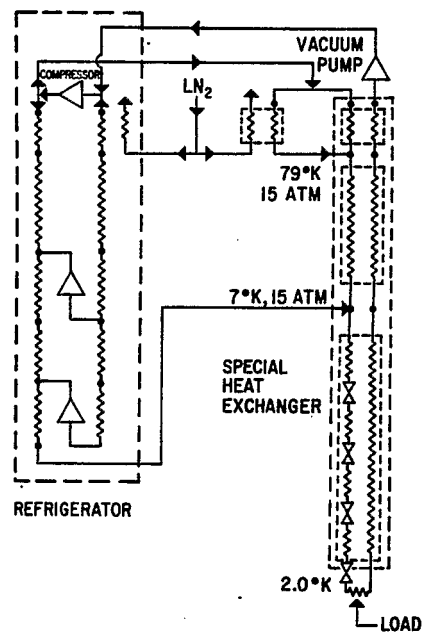 VACUUM
PUMP
COMPRESSOR
LN2
79°K
15 ATM
7°K, 15 ATM
SPECIAL
HEAT
EXCHANGER
REFRIGERATOR
2.0°K
LOAD